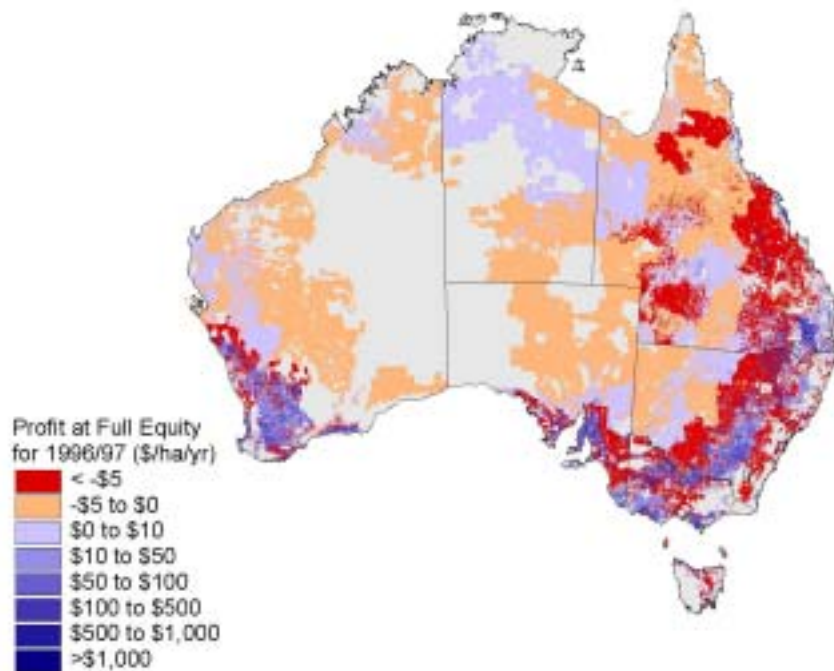 Profit at Full Equity
for 1996/97 ($/ha/yr)
< -$5
-$5 to $0
$0 to $10
$10 to $50
$50 to $100
$100 to $500
$500 to $1,000
>$1,000